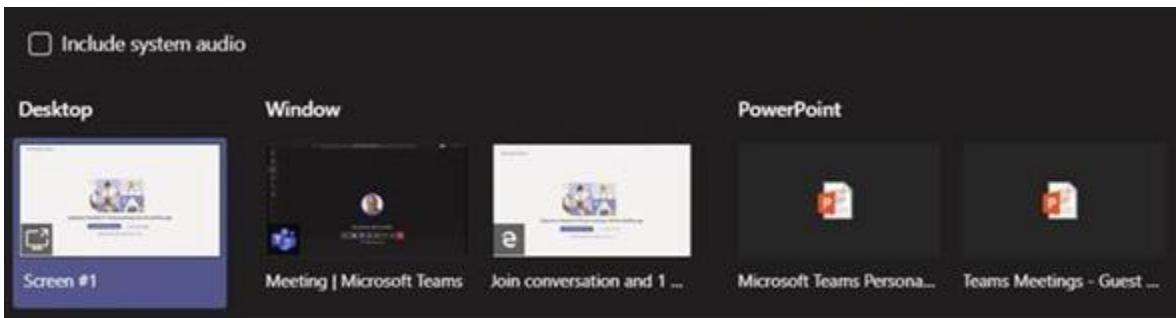 Include system audio
Desktop
Window
PowerPoint
Screen #1
Meeting | Microsoft Teams
Join conversation and 1 ...
Microsoft Teams Persona...
Teams Meetings - Guest ...